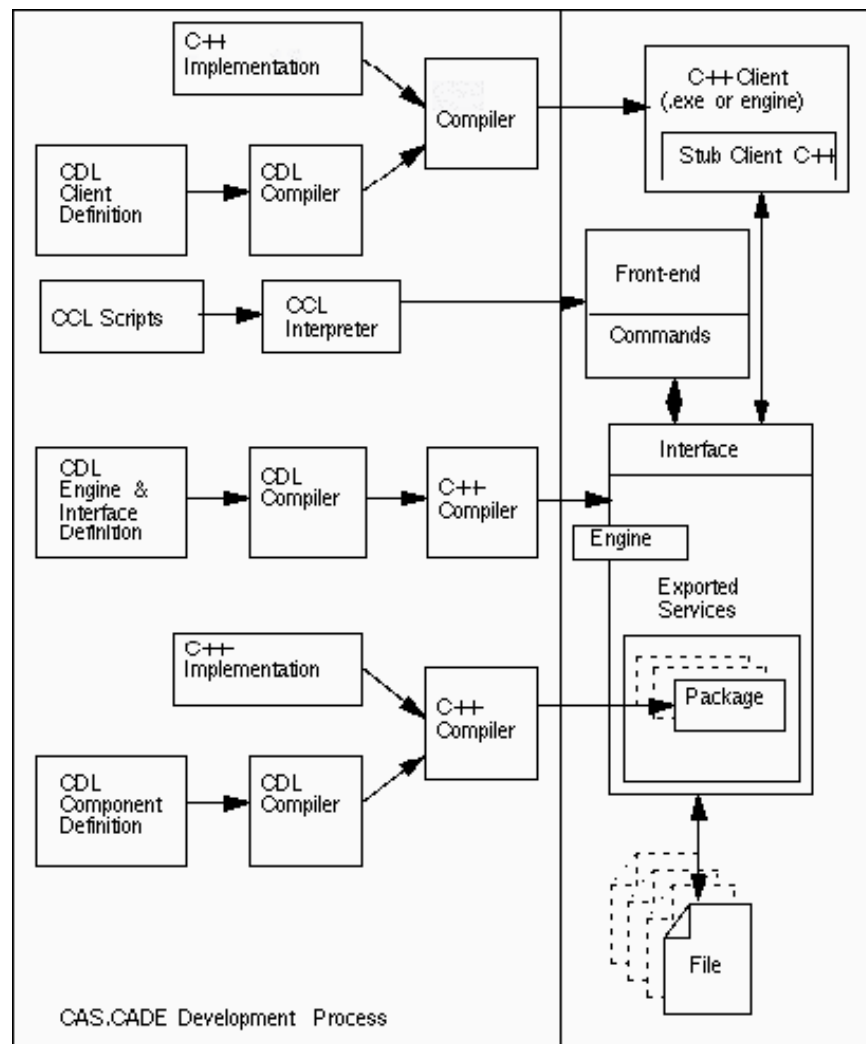 C++
Implementation
Compiler
C++ Client
(.exe or engine)
Stub Client C++
CDL
Client
Definition
CDL
Compiler
Front-end
Commands
CCL Scripts
CCL
Interpreter
Interface
CDL
Engine &
Interface
Definition
CDL
Compiler
C++
Compiler
Engine
Exported
Services
C++
Implementation
C++
Compiler
Package
CDL
Component
Definition
CDL
Compiler
File
CAS.CADE Development Process